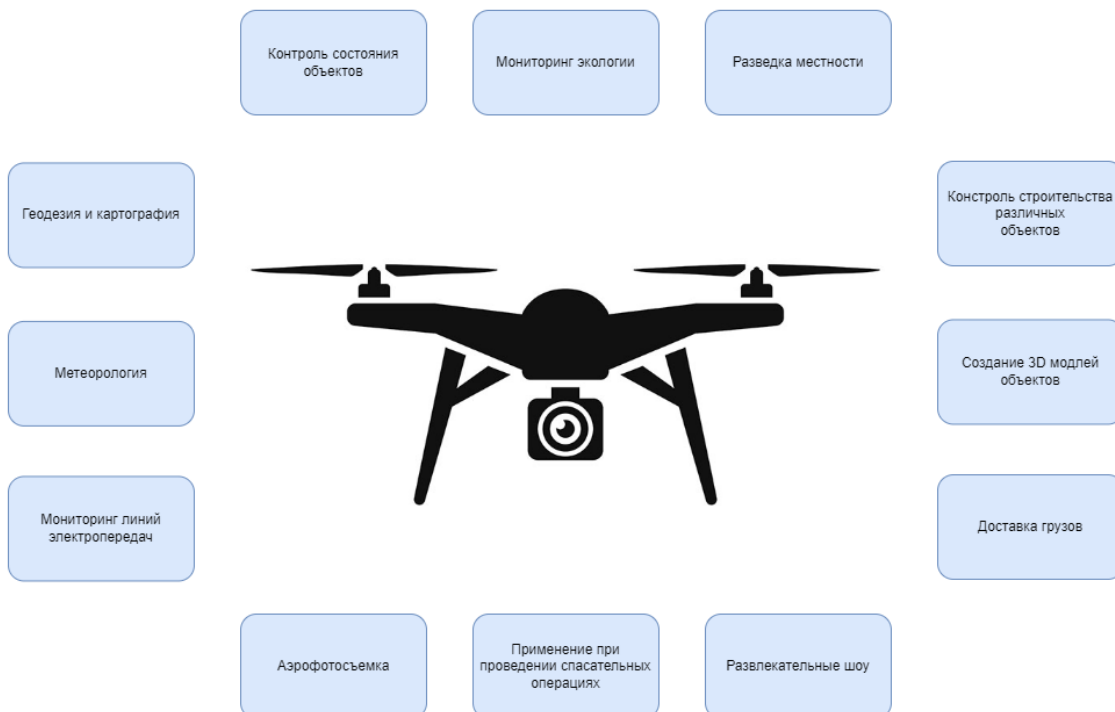 Контроль состояния
объектов
Мониторинг экологии
Разведка местности
Геодезия и картография
Констроль строительства
различных
объектов
Метеорология
Создание 3D модлей
объектов
Мониторинг линий
электропередач
Доставка грузов
Аэрофотосъемка
Применение при
проведении спасательных
операциях
Развлекательные шоу